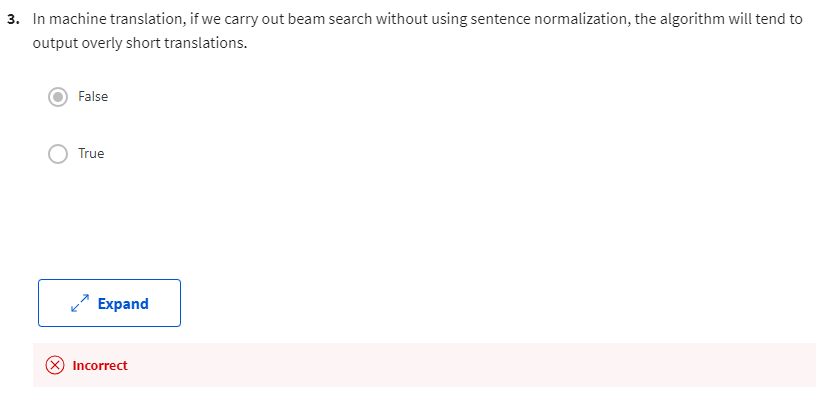 3. In machine translation, if we carry out beam search without using sentence normalization, the algorithm will tend to
output overly short translations.
False
True
Expand
Incorrect